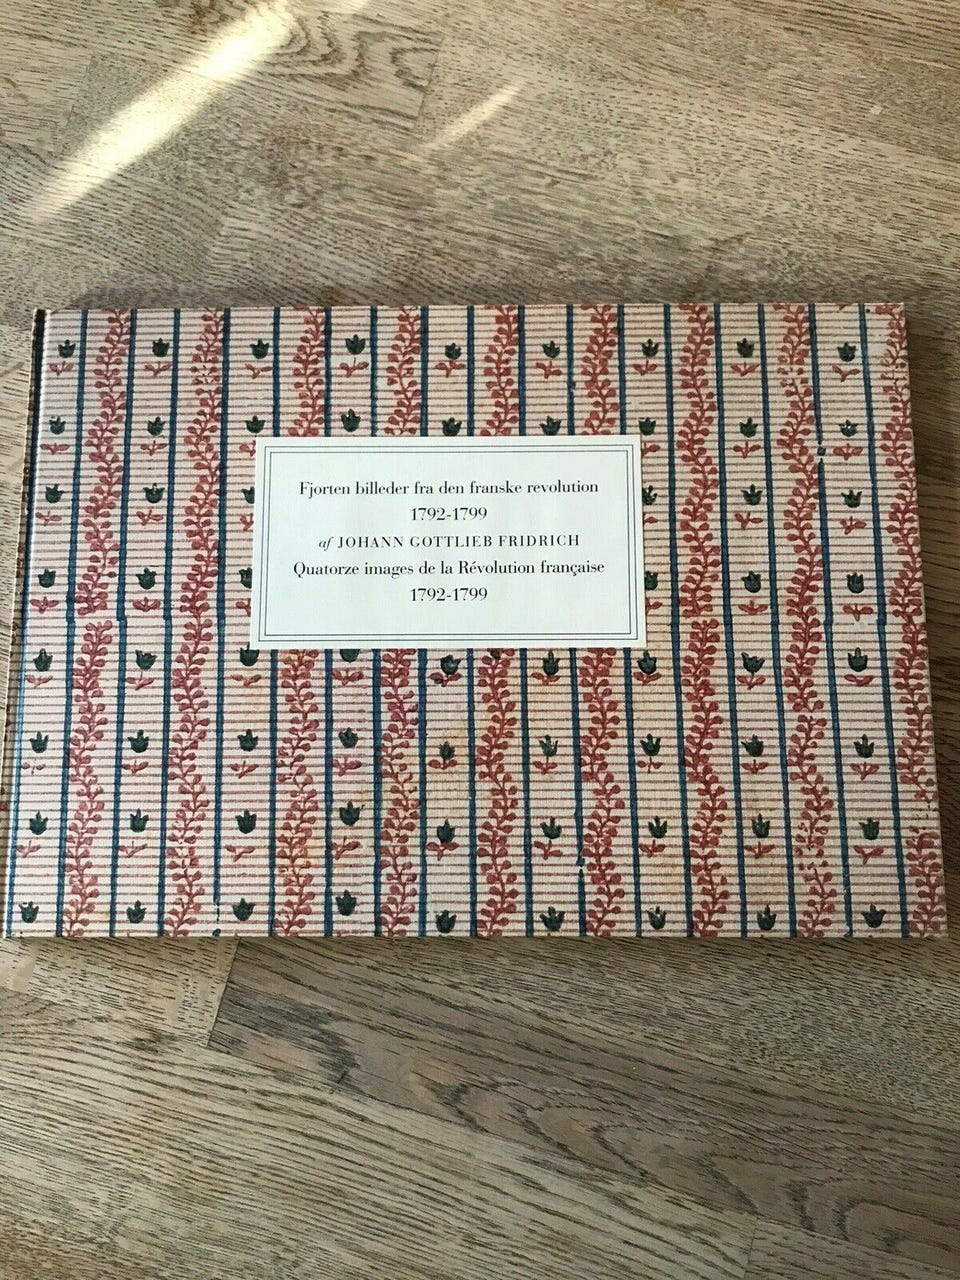 Fjorten billeder fra den franske revolution
1792-1799
af JOHANN GOTTLIEB FRIDRICH
Quatorze images de la Révolution française
1792-1799